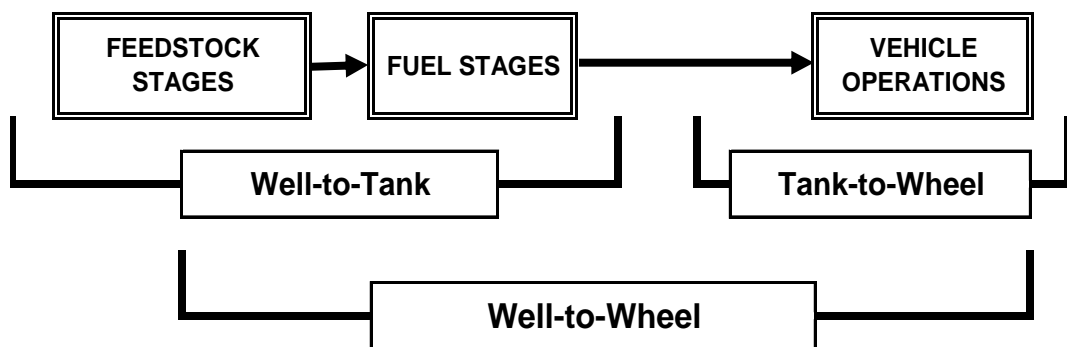 FEEDSTOCK
STAGES
FUEL STAGES
VEHICLE
OPERATIONS
Well-to-Tank
Tank-to-Wheel
Well-to-Wheel